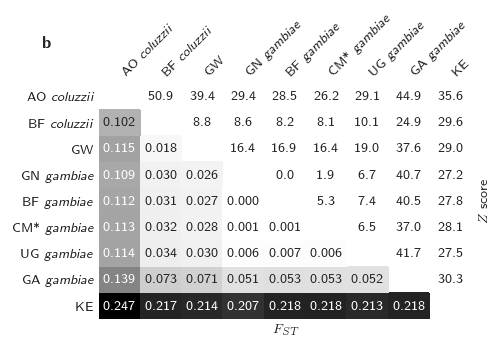 b
AO coluzzii
BF coluzzii
GW
GN gambiae
BF gambiae
CM* gambiae
UG gambiae
GA gambiae
KE
AO coluzzii 50.9 39.4 29.4 28.5 26.2 29.1 44.9 35.6
BF coluzzii 0.102 8.8 8.6 8.2 8.1 10.1 24.9 29.6
GW 0.115 0.018 16.4 16.9 16.4 19.0 37.6 29.0
GN gambiae 0.109 0.030 0.026 0.0 1.9 6.7 40.7 27.2
BF gambiae 0.112 0.031 0.027 0.000 5.3 7.4 40.5 27.8
CM* gambiae 0.113 0.032 0.028 0.001 0.001 6.5 37.0 28.1
UG gambiae 0.114 0.034 0.030 0.006 0.007 0.006 41.7 27.5
GA gambiae 0.139 0.073 0.071 0.051 0.053 0.053 0.052 30.3
KE 0.247 0.217 0.214 0.207 0.218 0.218 0.213 0.218
Z score
F_ST